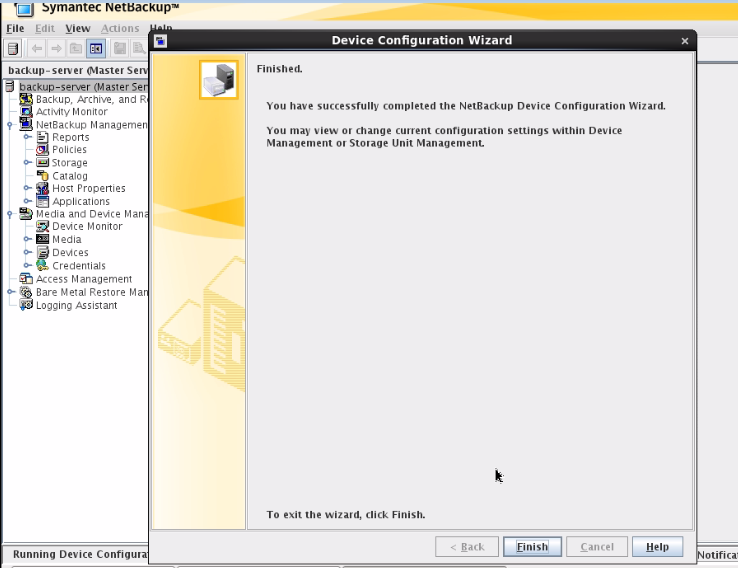 Symantec NetBackup™
File Edit View Actions Help
Device Configuration Wizard
backup-server (Master Serv
backup-server (Master Ser
Backup, Archive, and R
Activity Monitor
NetBackup Managemen
Reports
Policies
Storage
Catalog
Host Properties
Applications
Media and Device Mana
Device Monitor
Media
Devices
Credentials
Access Management
Bare Metal Restore Man
Logging Assistant
Finished.
You have successfully completed the NetBackup Device Configuration Wizard.
You may view or change current configuration settings within Device
Management or Storage Unit Management.
To exit the wizard, click Finish.
< Back Finish Cancel Help
Running Device Configura
Notificat